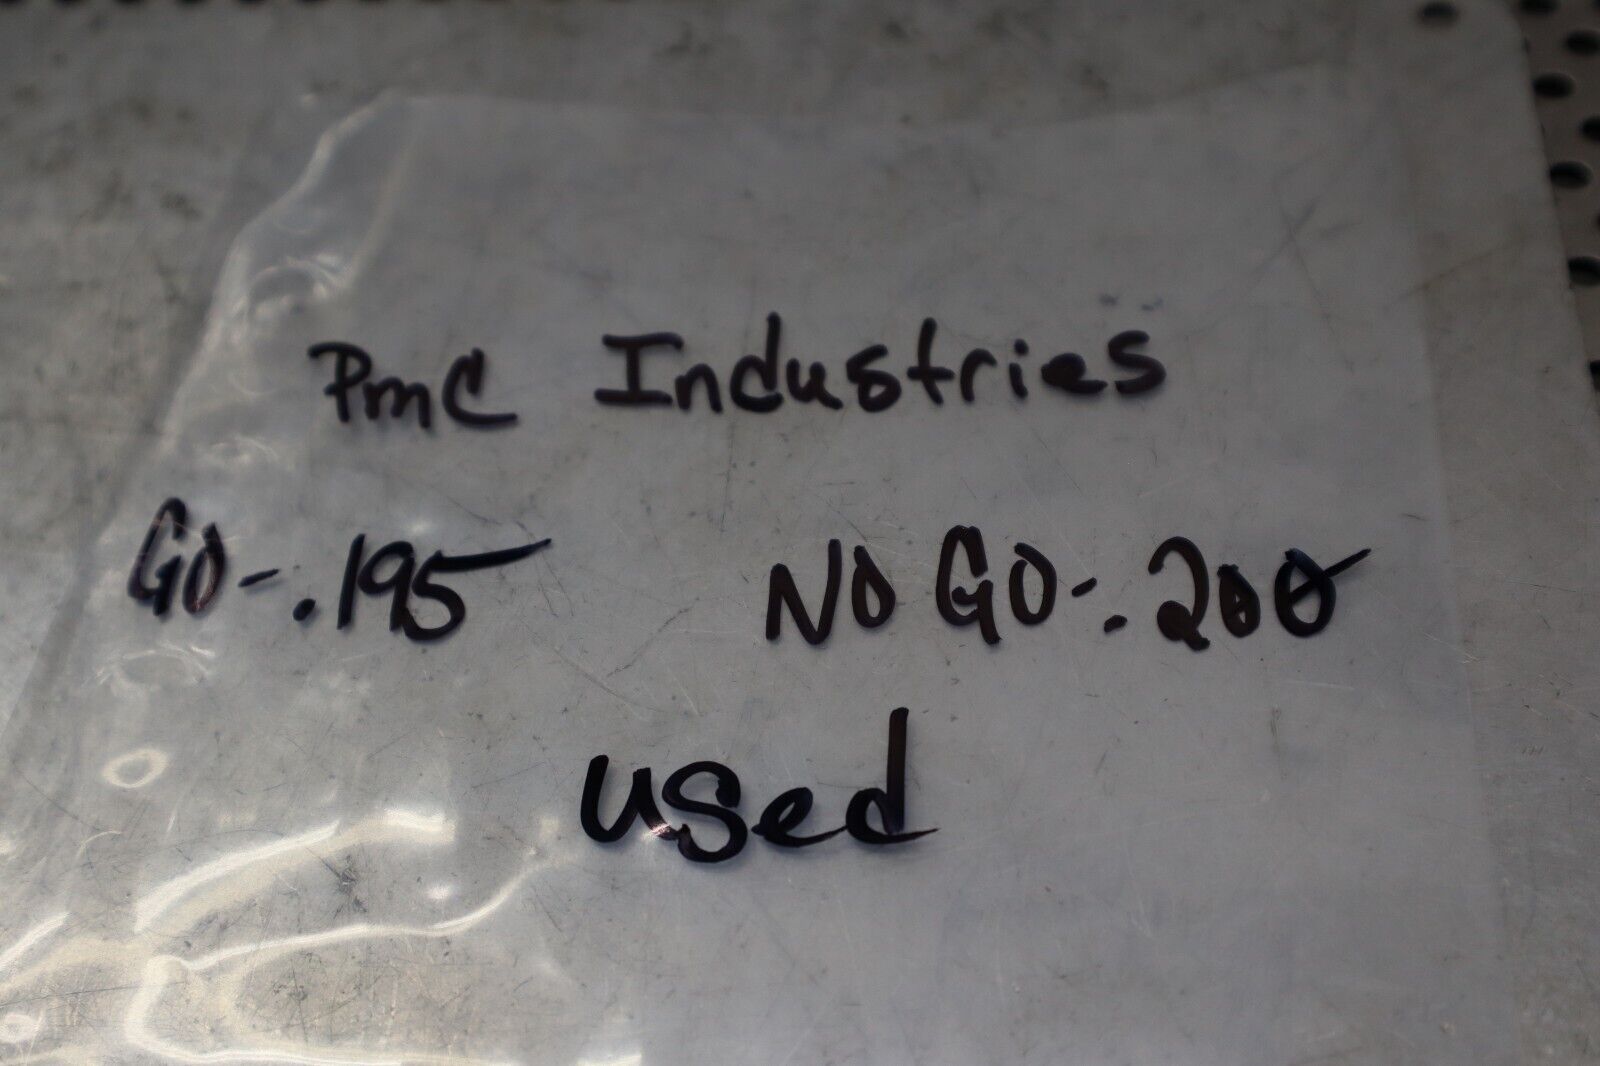 PmC Industries
GO-.195 NO GO-.200
used